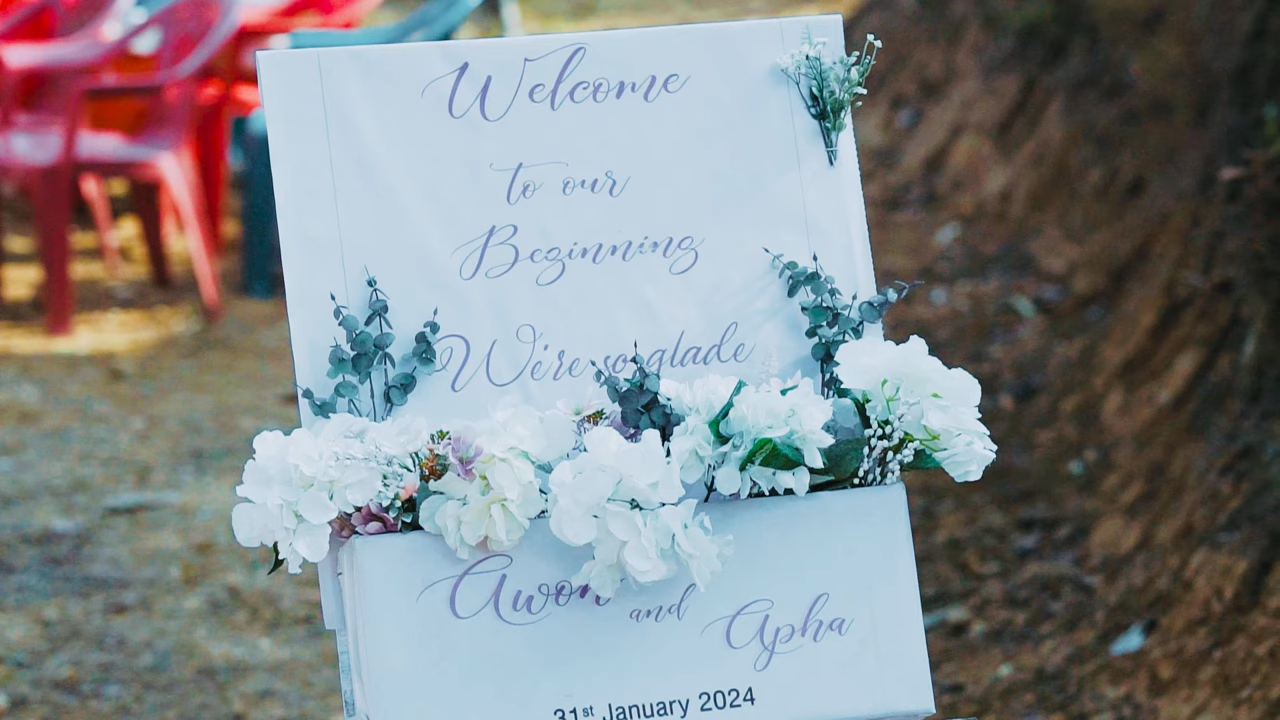 Welcome
to our
Beginning
We're so glade
Awon and Apha
31st January 2024